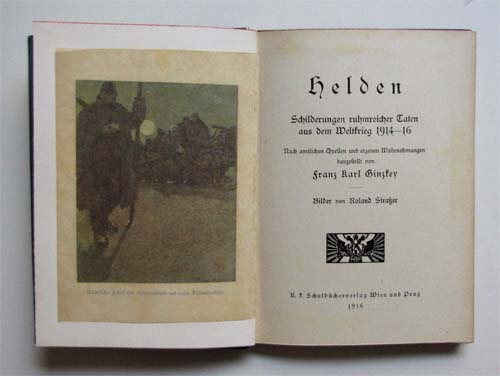 Helden
Schilderungen ruhmreicher Taten
aus dem Weltkrieg 1914—16
Nach amtlichen Quellen und eigenen Wahrnehmungen
dargestellt von
Franz Karl Ginzkey
Bilder von Roland Straßer
K. k. Schulbücherverlag Wien und Prag
1916